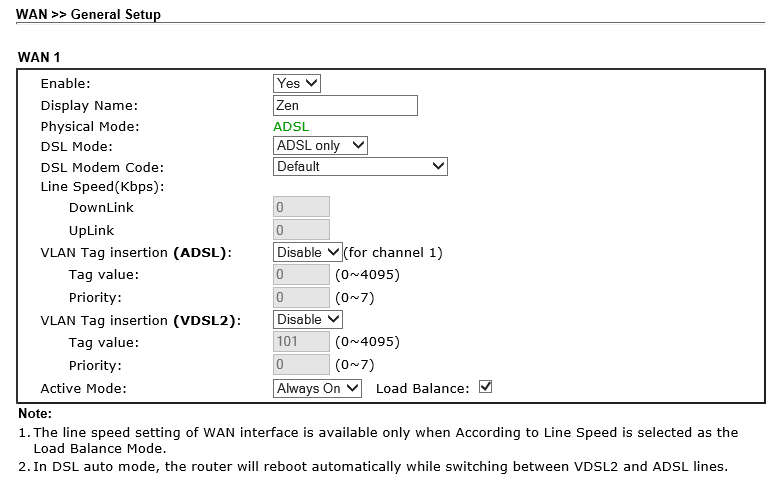 WAN >> General Setup
WAN 1
Enable: Yes
Display Name: Zen
Physical Mode: ADSL
DSL Mode: ADSL only
DSL Modem Code: Default
Line Speed(Kbps):
DownLink 0
UpLink 0
VLAN Tag insertion (ADSL): Disable (for channel 1)
Tag value: 0 (0~4095)
Priority: 0 (0~7)
VLAN Tag insertion (VDSL2): Disable
Tag value: 101 (0~4095)
Priority: 0 (0~7)
Active Mode: Always On Load Balance:
Note:
1. The line speed setting of WAN interface is available only when According to Line Speed is selected as the
Load Balance Mode.
2. In DSL auto mode, the router will reboot automatically while switching between VDSL2 and ADSL lines.